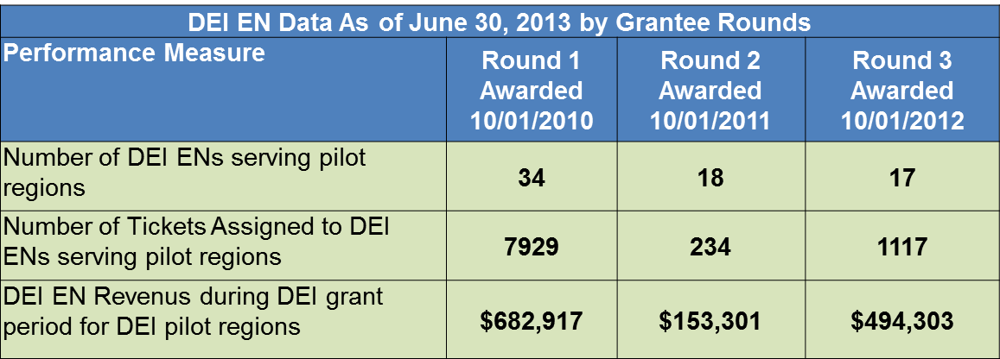 DEI EN Data As of June 30, 2013 by Grantee Rounds
Performance Measure
Round 1
Awarded
10/01/2010
Round 2
Awarded
10/01/2011
Round 3
Awarded
10/01/2012
Number of DEI ENs serving pilot
regions
34
18
17
Number of Tickets Assigned to DEI
ENs serving pilot regions
7929
234
1117
DEI EN Revenus during DEI grant
period for DEI pilot regions
$682,917
$153,301
$494,303